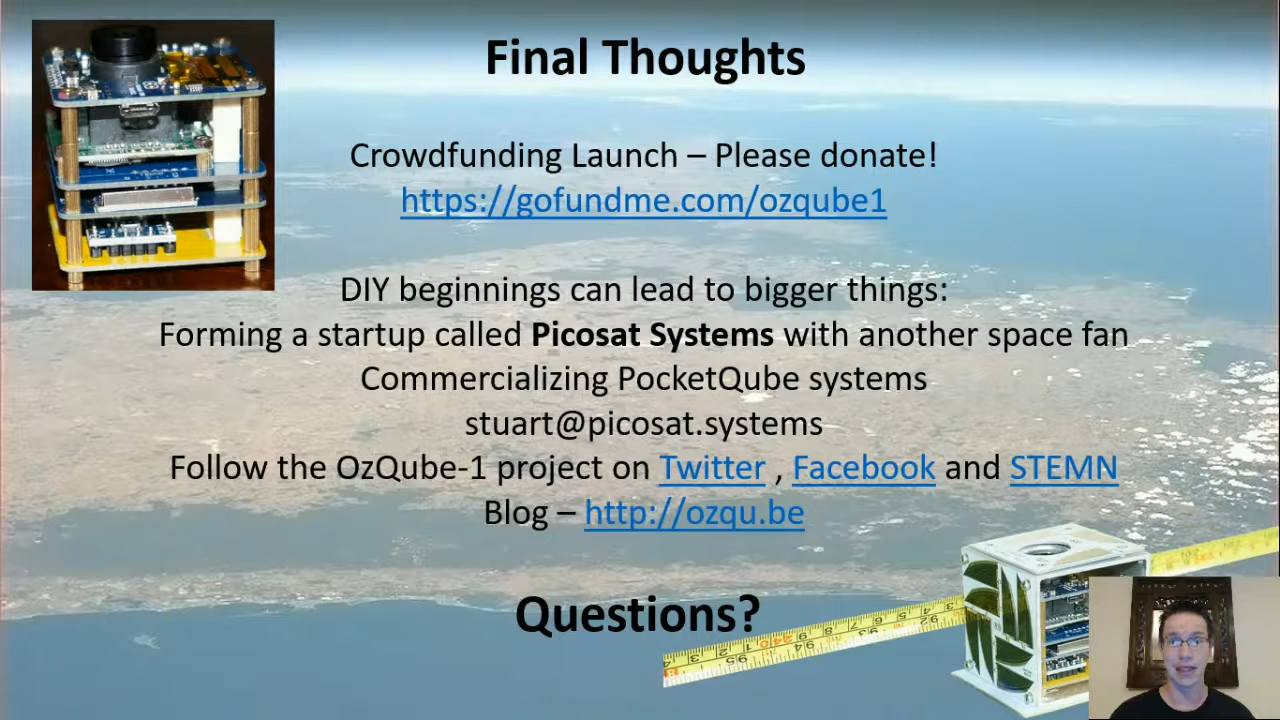 Final Thoughts
Crowdfunding Launch – Please donate!
https://gofundme.com/ozqube1
DIY beginnings can lead to bigger things:
Forming a startup called Picosat Systems with another space fan
Commercializing PocketQube systems
stuart@picosat.systems
Follow the OzQube-1 project on Twitter , Facebook and STEMN
Blog – http://ozqu.be
Questions?